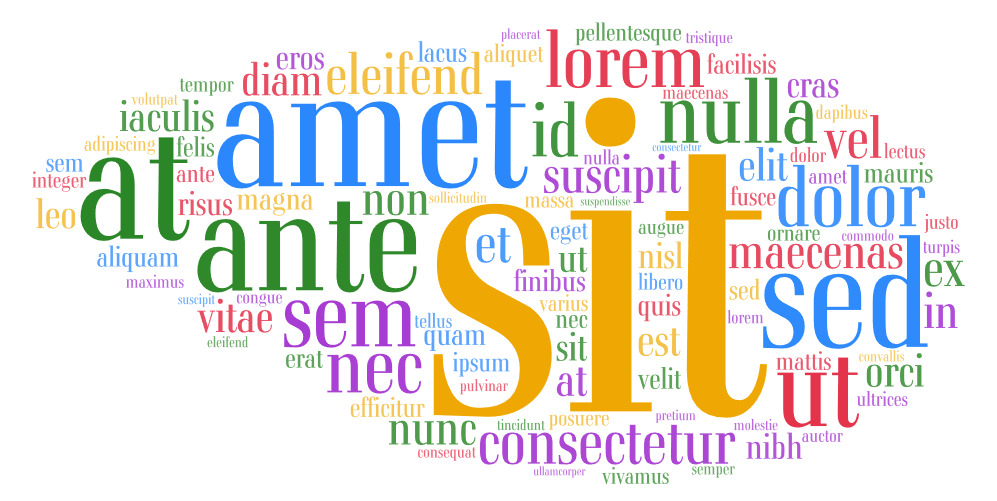 placerat
pellentesque
tristique
eros
lacus
aliquet
lorem
facilisis
tempor
diam
eleifend
maecenas
cras
volutpat
iaculis
amet
id
nulla
dapibus
adipiscing
felis
vel
sem
at
nulla
consectetur
elit
dolor
lectus
integer
ante
suscipit
amet
mauris
leo
risus
magna
non
sollicitudin
massa
suspendisse
fusce
dolor
justo
ante
sit
et
eget
augue
ornare
commodo
turpis
aliquam
ut
nisl
maecenas
sed
ex
maximus
finibus
libero
sed
suscipit
congue
varius
quis
lorem
in
vitae
sem
tellus
nec
eleifend
quam
sit
est
erat
nec
ipsum
at
velit
mattis
convallis
orci
pulvinar
ut
ultrices
efficitur
posuere
pretium
nunc
tincidunt
molestie
consequat
consectetur
nibh
auctor
ullamcorper
vivamus
semper